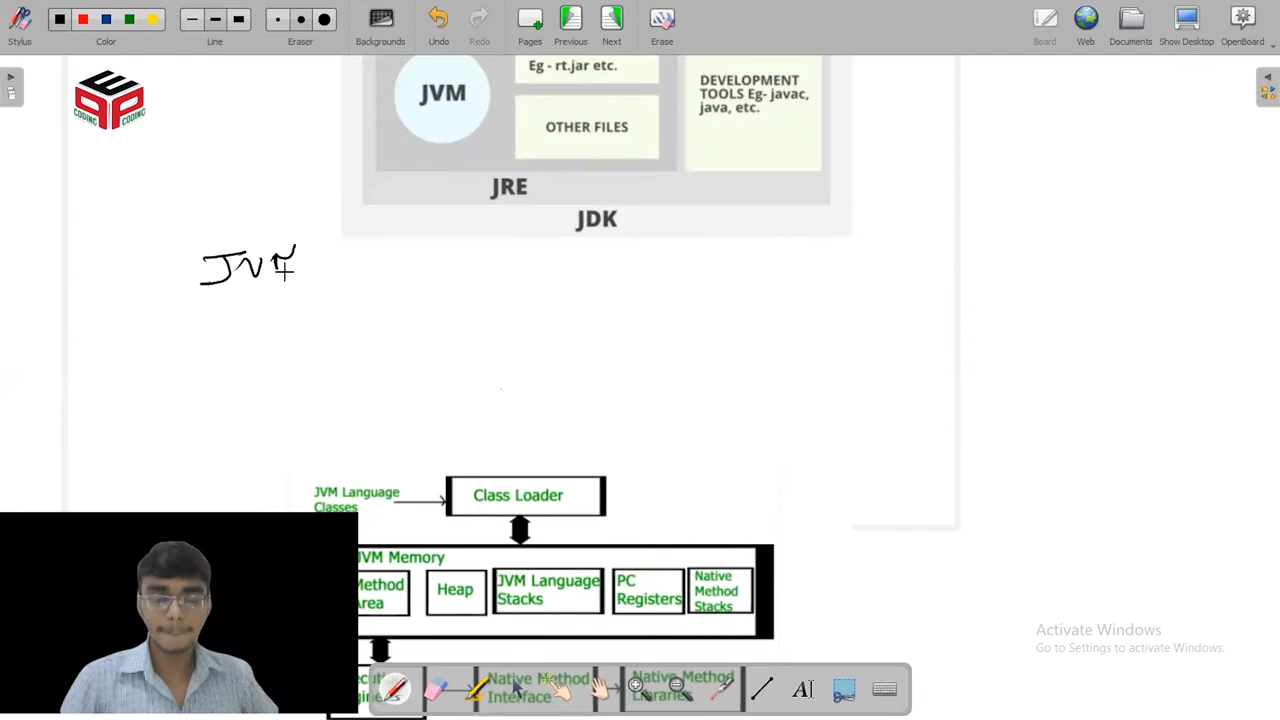 Stylus
Color
Line
Eraser
Backgrounds
Undo
Redo
Pages
Previous
Next
Erase
Board
Web
Documents
Show Desktop
OpenBoard
CODING
CODING
Eg - rt.jar etc.
JVM
OTHER FILES
DEVELOPMENT
TOOLS Eg- javac,
java, etc.
JRE
JDK
JVM Language
Classes
Class Loader
JVM Memory
Method
Area
Heap
JVM Language
Stacks
PC
Registers
Native
Method
Stacks
Native Method
Interface
Native Method
Libraries
Activate Windows
Go to Settings to activate Windows.